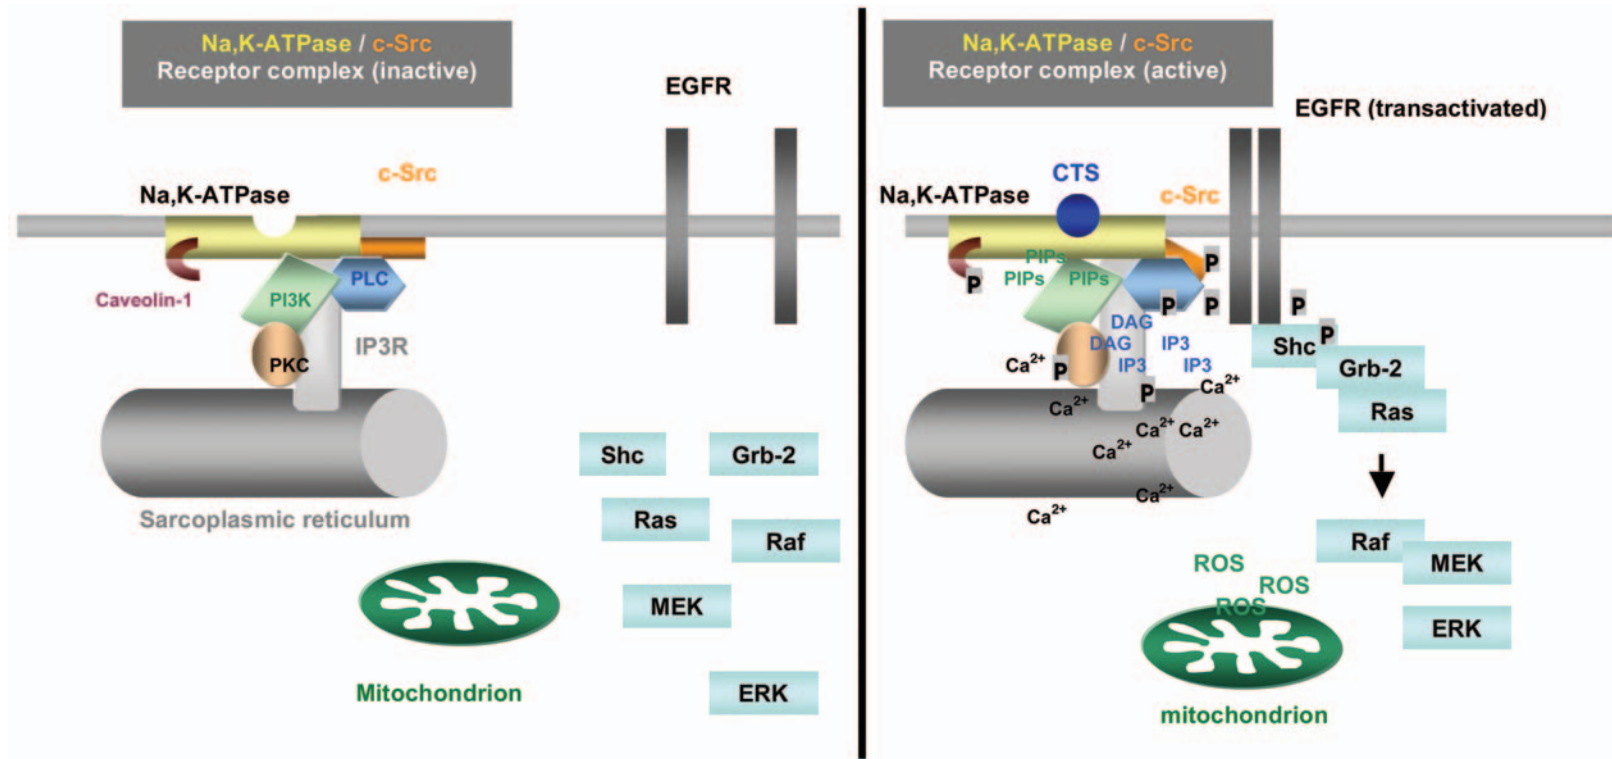 Na,K-ATPase / c-Src
Receptor complex (inactive)
EGFR
c-Src
Na,K-ATPase
PLC
Caveolin-1
PI3K
IP3R
PKC
Shc
Grb-2
Sarcoplasmic reticulum
Ras
Raf
MEK
Mitochondrion
ERK
Na,K-ATPase / c-Src
Receptor complex (active)
EGFR (transactivated)
CTS
Na,K-ATPase
c-Src
PIPs
P
PIPs
PIPs
P
P
P
P
DAG
P
DAG
IP3
Shc
Ca2+
P
IP3
IP3
Grb-2
Ca2+
P
Ca2+
Ras
Ca2+
Ca2+
Ca2+
Ca2+
Ca2+
Raf
ROS
MEK
ROS
ROS
ERK
mitochondrion